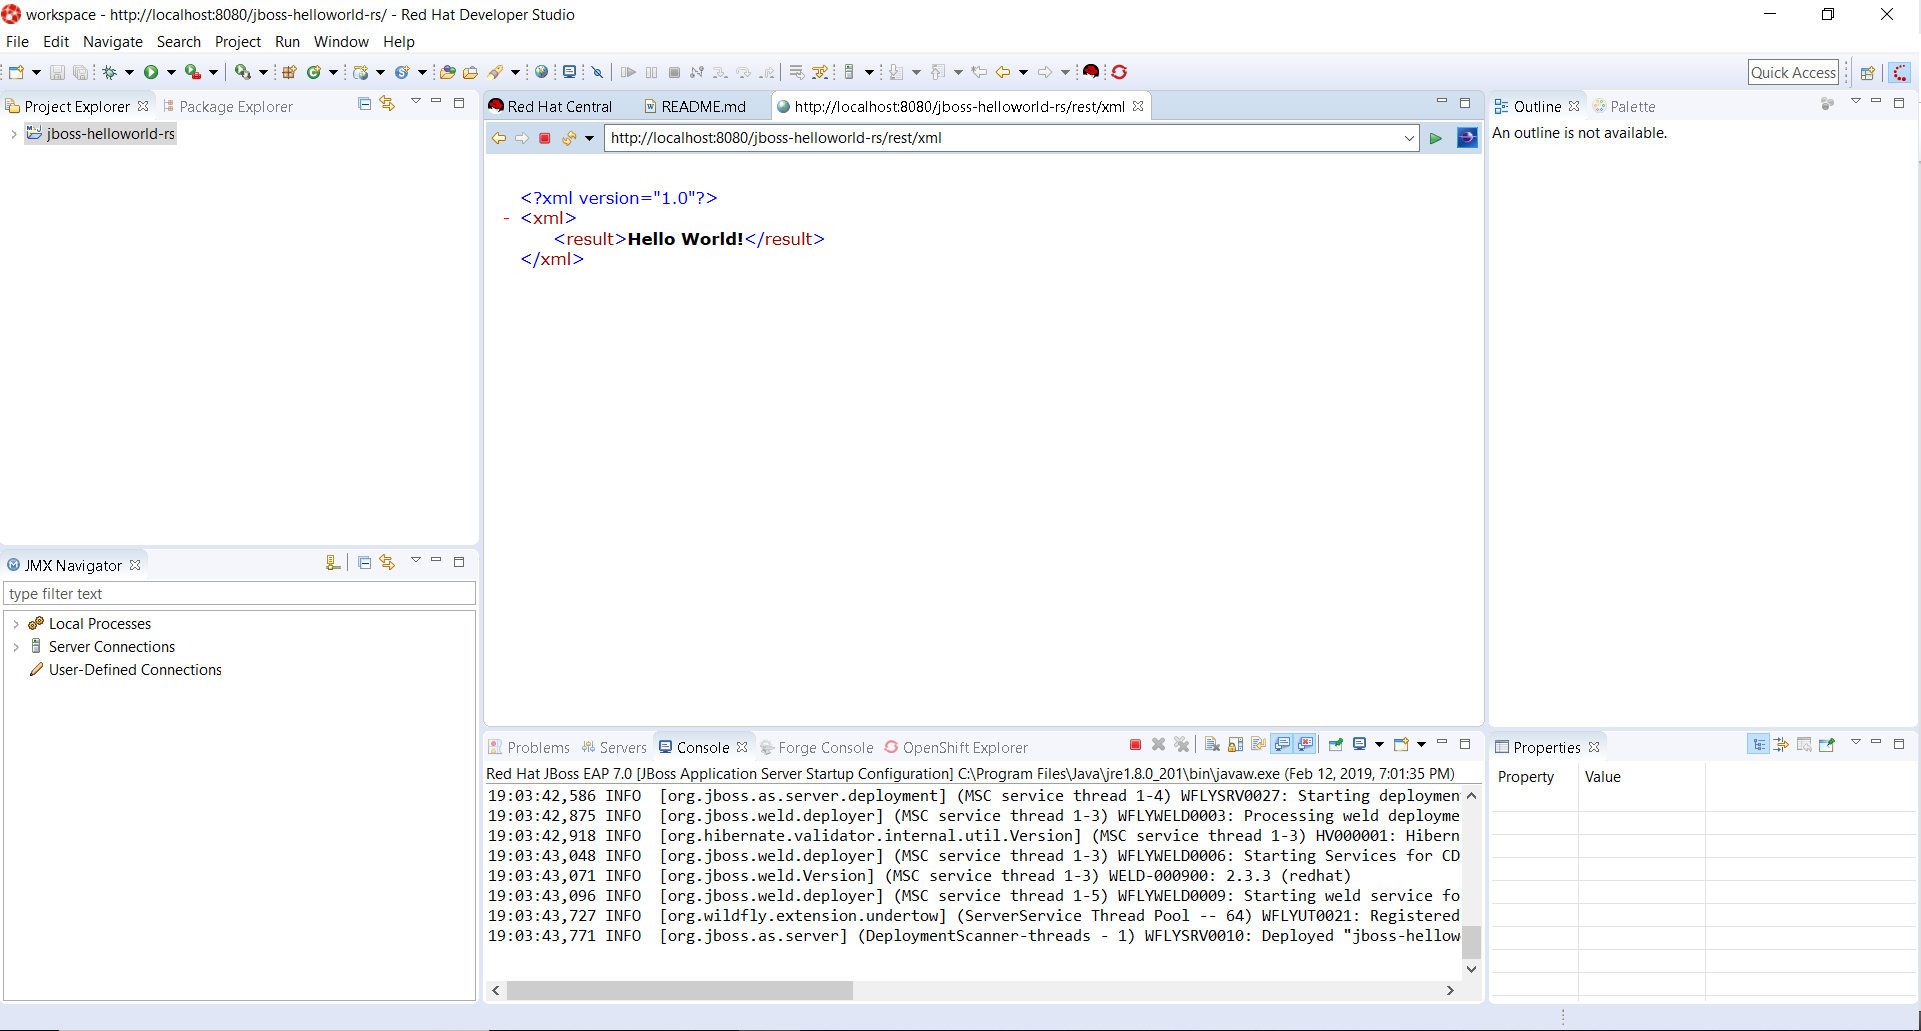 workspace - http://localhost:8080/jboss-helloworld-rs/ - Red Hat Developer Studio
File Edit Navigate Search Project Run Window Help
Quick Access
Project Explorer Package Explorer
jboss-helloworld-rs
Red Hat Central README.md http://localhost:8080/jboss-helloworld-rs/rest/xml
http://localhost:8080/jboss-helloworld-rs/rest/xml
<?xml version="1.0"?>
- <xml>
<result>Hello World!</result>
</xml>
Outline Palette
An outline is not available.
JMX Navigator
type filter text
Local Processes
Server Connections
User-Defined Connections
Problems Servers Console Forge Console OpenShift Explorer
Red Hat JBoss EAP 7.0 [JBoss Application Server Startup Configuration] C:\Program Files\Java\jre1.8.0_201\bin\javaw.exe (Feb 12, 2019, 7:01:35 PM)
19:03:42,586 INFO [org.jboss.as.server.deployment] (MSC service thread 1-4) WFLYSRV0027: Starting deploymen
19:03:42,875 INFO [org.jboss.weld.deployer] (MSC service thread 1-3) WFLYWELD0003: Processing weld deployme
19:03:42,918 INFO [org.hibernate.validator.internal.util.Version] (MSC service thread 1-3) HV000001: Hibern
19:03:43,048 INFO [org.jboss.weld.deployer] (MSC service thread 1-3) WFLYWELD0006: Starting Services for CD
19:03:43,071 INFO [org.jboss.weld.Version] (MSC service thread 1-3) WELD-000900: 2.3.3 (redhat)
19:03:43,096 INFO [org.jboss.weld.deployer] (MSC service thread 1-5) WFLYWELD0009: Starting weld service fo
19:03:43,727 INFO [org.wildfly.extension.undertow] (ServerService Thread Pool -- 64) WFLYUT0021: Registered
19:03:43,771 INFO [org.jboss.as.server] (DeploymentScanner-threads - 1) WFLYSRV0010: Deployed "jboss-hellow
Properties
Property Value